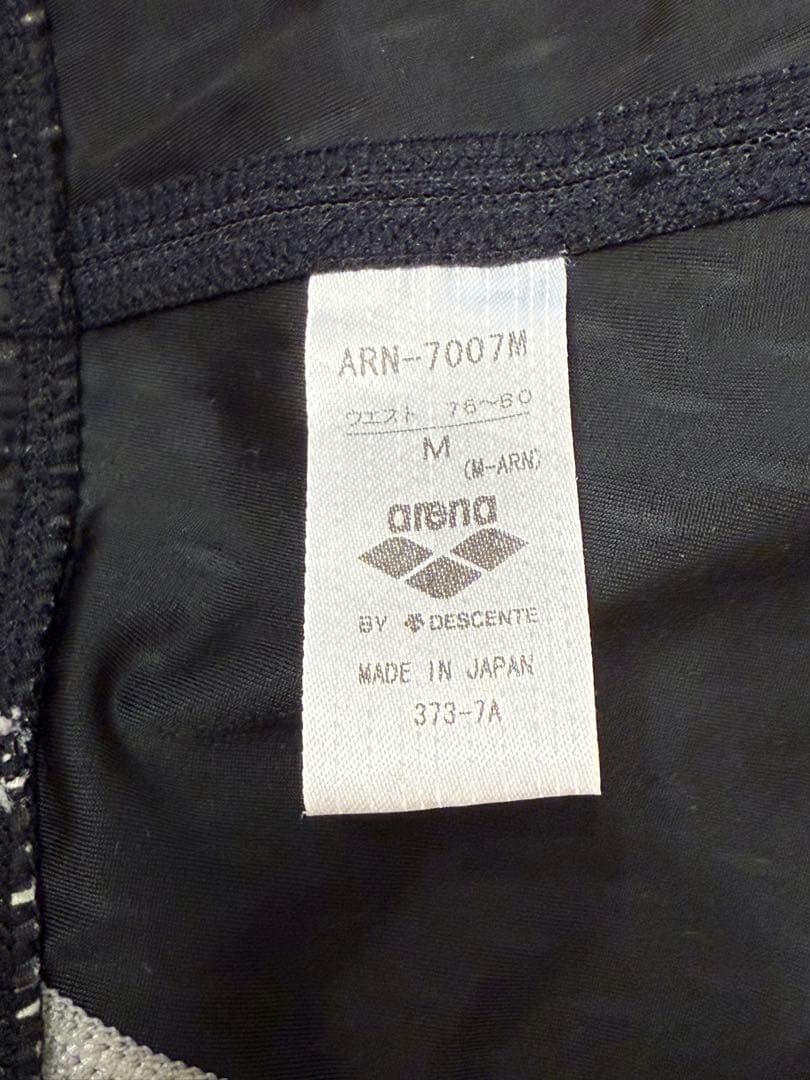 ARN-7007M
ウエスト 76〜80
M
(M-ARN)
arena
BY DESCENTE
MADE IN JAPAN
373-7A